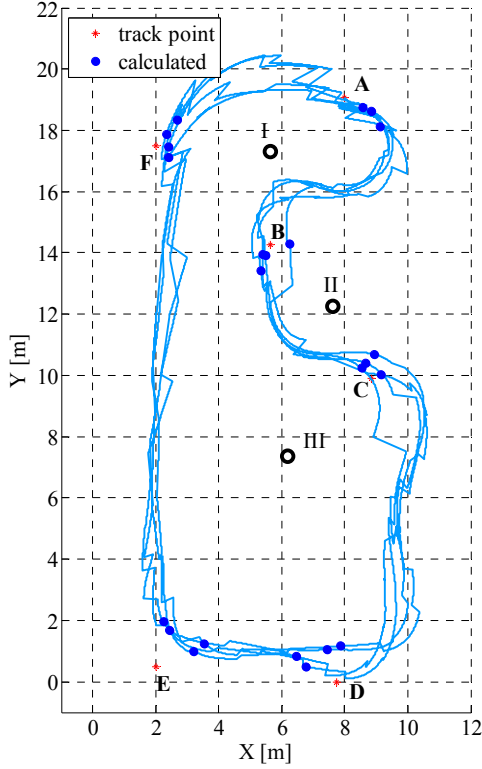 22
track point
calculated
20
A
18
I
F
16
B
14
II
12
Y [m]
10
C
III
8
6
4
2
E
D
0
0 2 4 6 8 10 12
X [m]